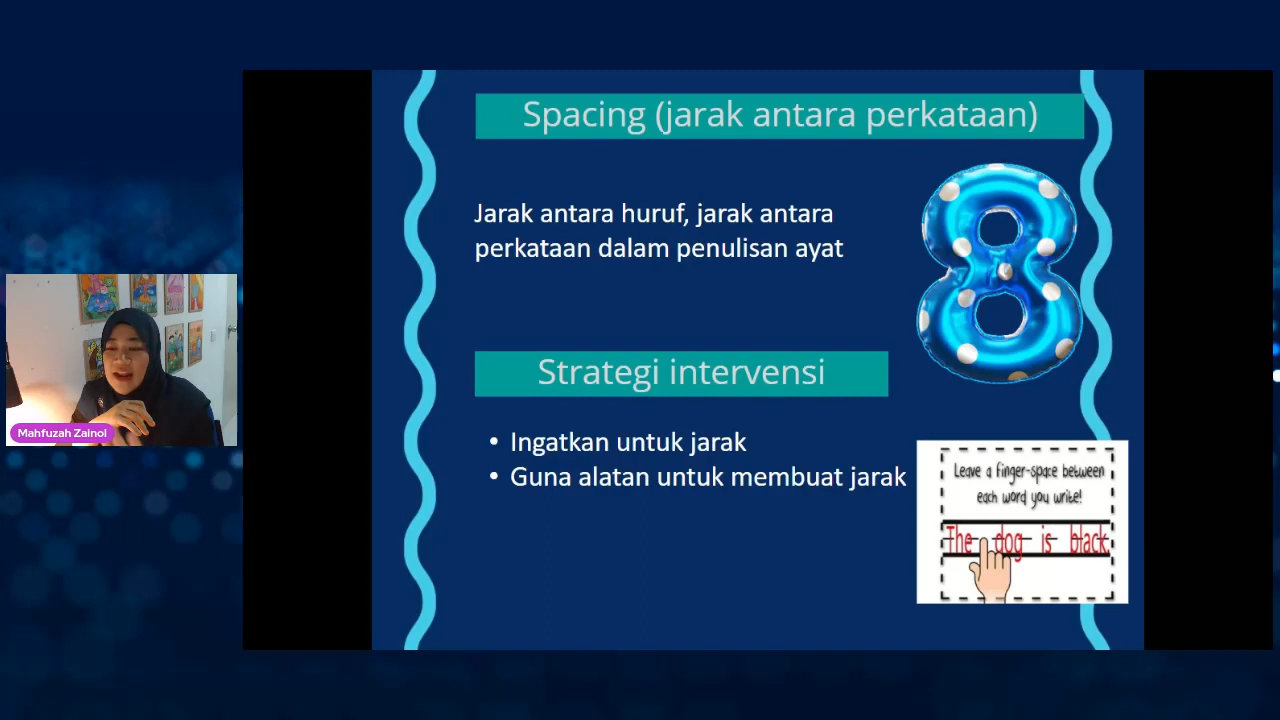 Spacing (jarak antara perkataan)
Jarak antara huruf, jarak antara
perkataan dalam penulisan ayat
8
Strategi intervensi
• Ingatkan untuk jarak
• Guna alatan untuk membuat jarak
Leave a finger-space between
each word you write!
The dog is black.
Mahfuzah Zainol